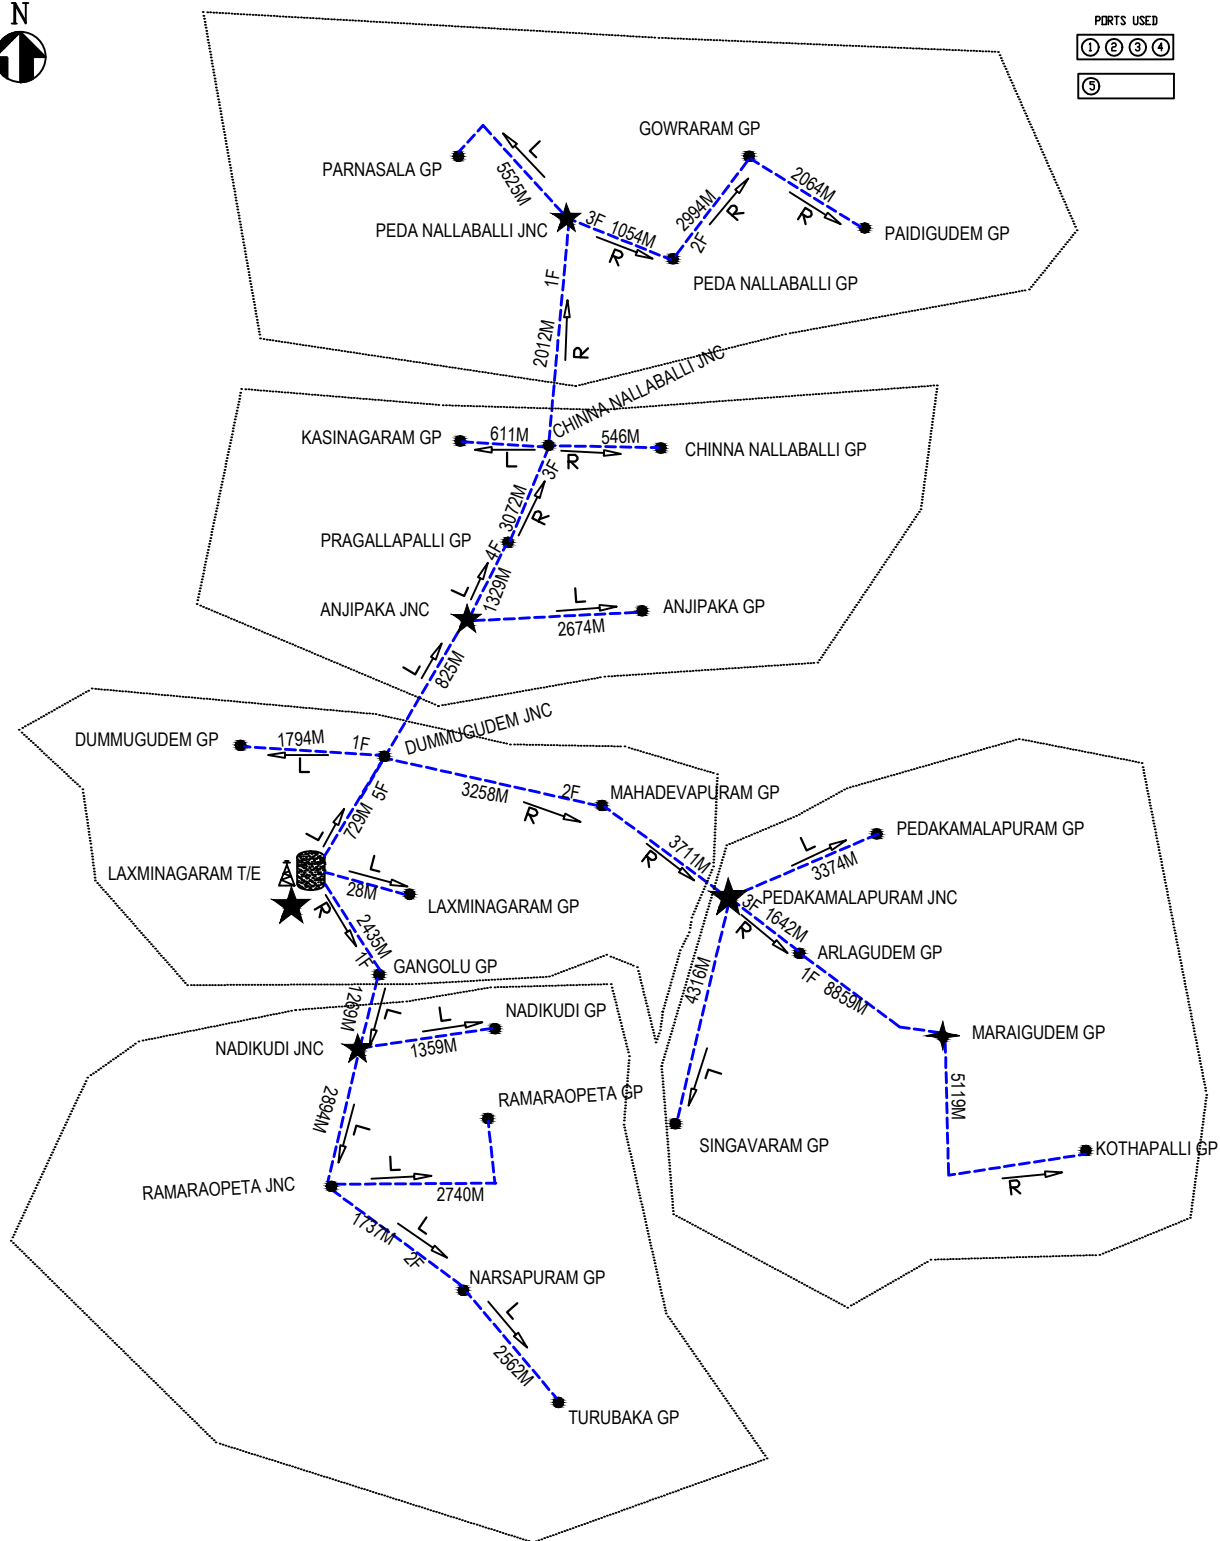 N
PORTS USED
1 2 3 4
5
GOWRARAM GP
PARNASALA GP
L
5525M
2064M
R
2994M
R
2F
PEDA NALLABALLI JNC
3F 1054M
R
PAIDIGUDEM GP
PEDA NALLABALLI GP
1F
2012M
R
CHINNA NALLABALLI JNC
KASINAGARAM GP
611M
L
546M
R
CHINNA NALLABALLI GP
3F
3072M
R
PRAGALLAPALLI GP
4F
L
1329M
ANJIPAKA JNC
L
2674M
ANJIPAKA GP
L
825M
DUMMUGUDEM GP
1794M
L
1F
DUMMUGUDEM JNC
5F
L
729M
3258M
R
2F
MAHADEVAPURAM GP
3711M
R
PEDAKAMALAPURAM GP
L
3374M
LAXMINAGARAM T/E
L
28M
LAXMINAGARAM GP
PEDAKAMALAPURAM JNC
3F 1642M
R
R
2435M
1F
ARLAGUDEM GP
GANGOLU GP
1F 8859M
4316M
L
1269M
L
NADIKUDI GP
NADIKUDI JNC
L
1359M
MARAIGUDEM GP
5119M
RAMARAOPETA GP
2894M
L
SINGAVARAM GP
KOTHAPALLI GP
R
RAMARAOPETA JNC
L
2740M
1737M
L
2F
NARSAPURAM GP
L
2562M
TURUBAKA GP